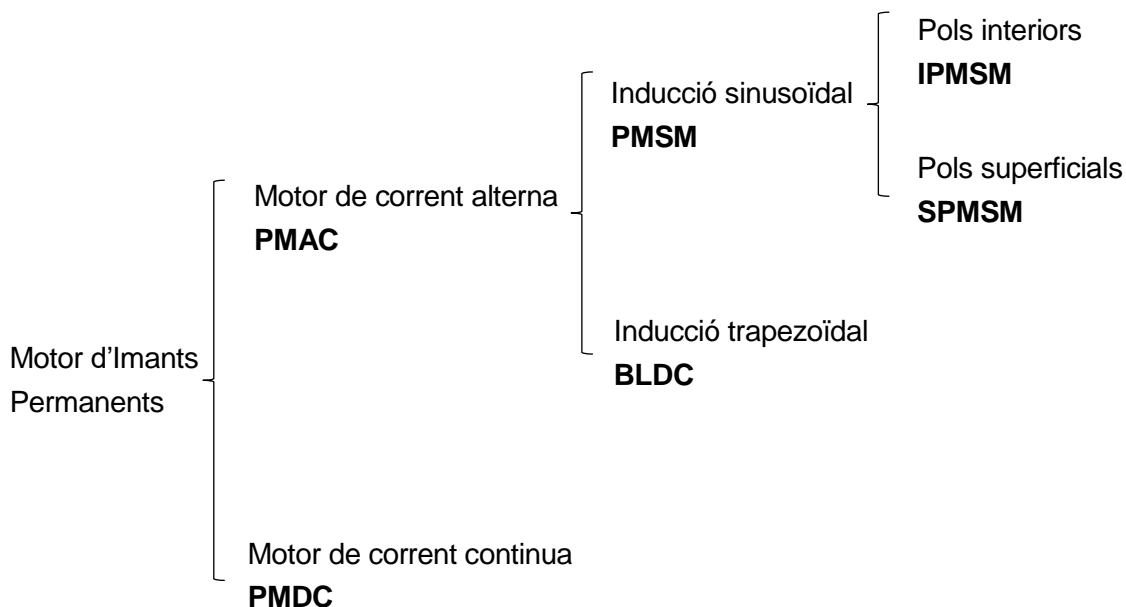 Motor d’Imants
Permanents
Motor de corrent alterna
PMAC
Inducció sinusoïdal
PMSM
Pols interiors
IPMSM
Pols superficials
SPMSM
Inducció trapezoïdal
BLDC
Motor de corrent continua
PMDC